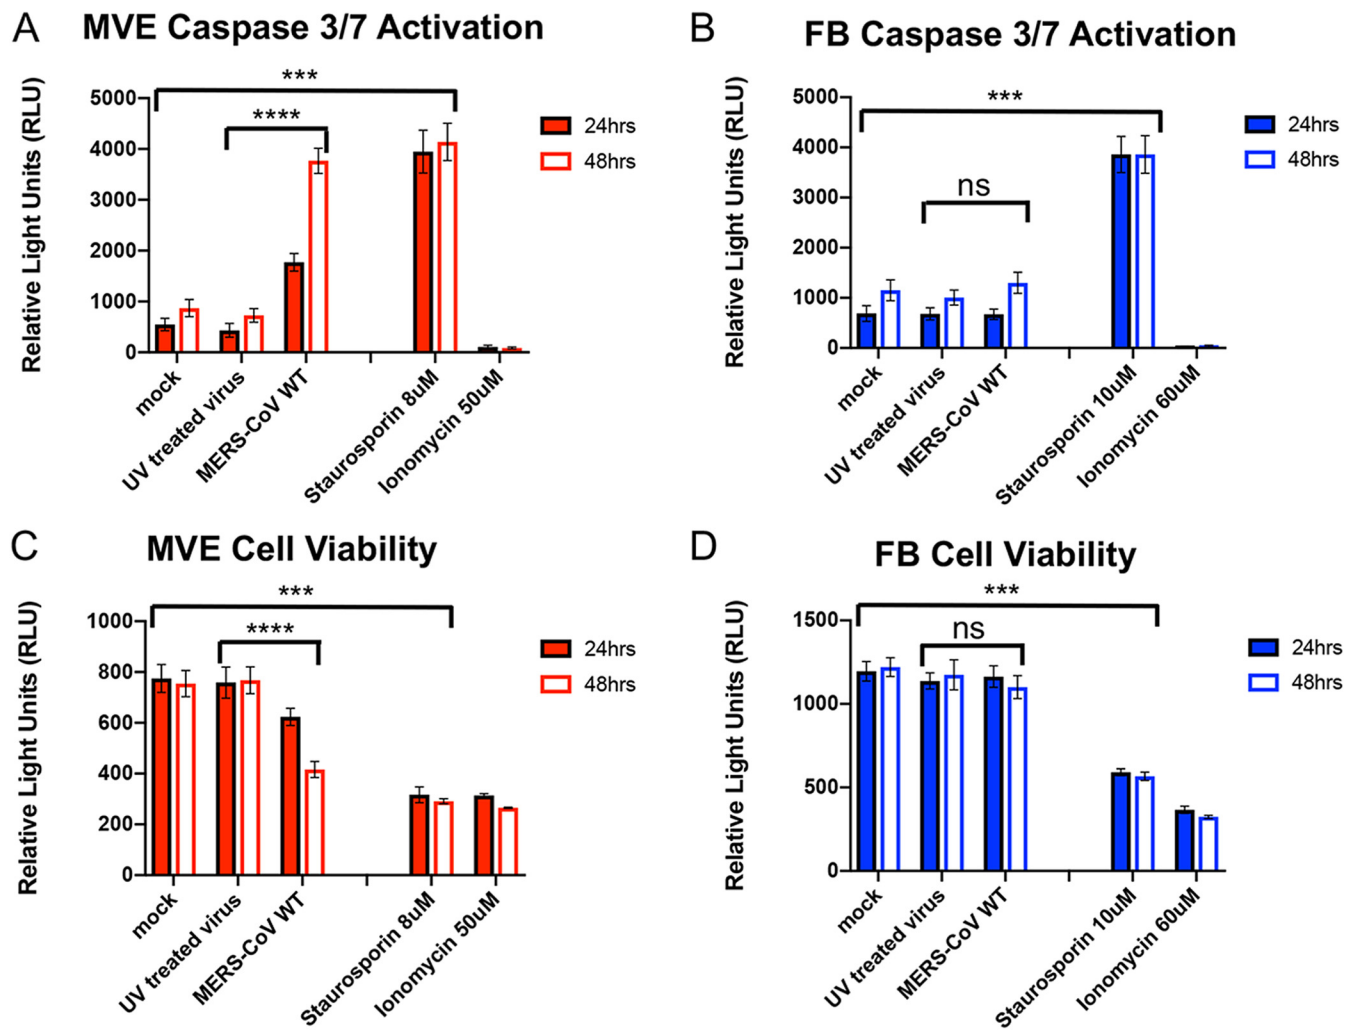 A
MVE Caspase 3/7 Activation
***
****
Relative Light Units (RLU)
5000
4000
3000
2000
1000
0
mock
UV treated virus
MERS-CoV WT
Staurosporin 8uM
Ionomycin 50uM
24hrs
48hrs
B
FB Caspase 3/7 Activation
***
ns
Relative Light Units (RLU)
5000
4000
3000
2000
1000
0
mock
UV treated virus
MERS-CoV WT
Staurosporin 10uM
Ionomycin 60uM
24hrs
48hrs
C
MVE Cell Viability
***
****
Relative Light Units (RLU)
1000
800
600
400
200
0
mock
UV treated virus
MERS-CoV WT
Staurosporin 8uM
Ionomycin 50uM
24hrs
48hrs
D
FB Cell Viability
***
ns
Relative Light Units (RLU)
1500
1000
500
0
mock
UV treated virus
MERS-CoV WT
Staurosporin 10uM
Ionomycin 60uM
24hrs
48hrs